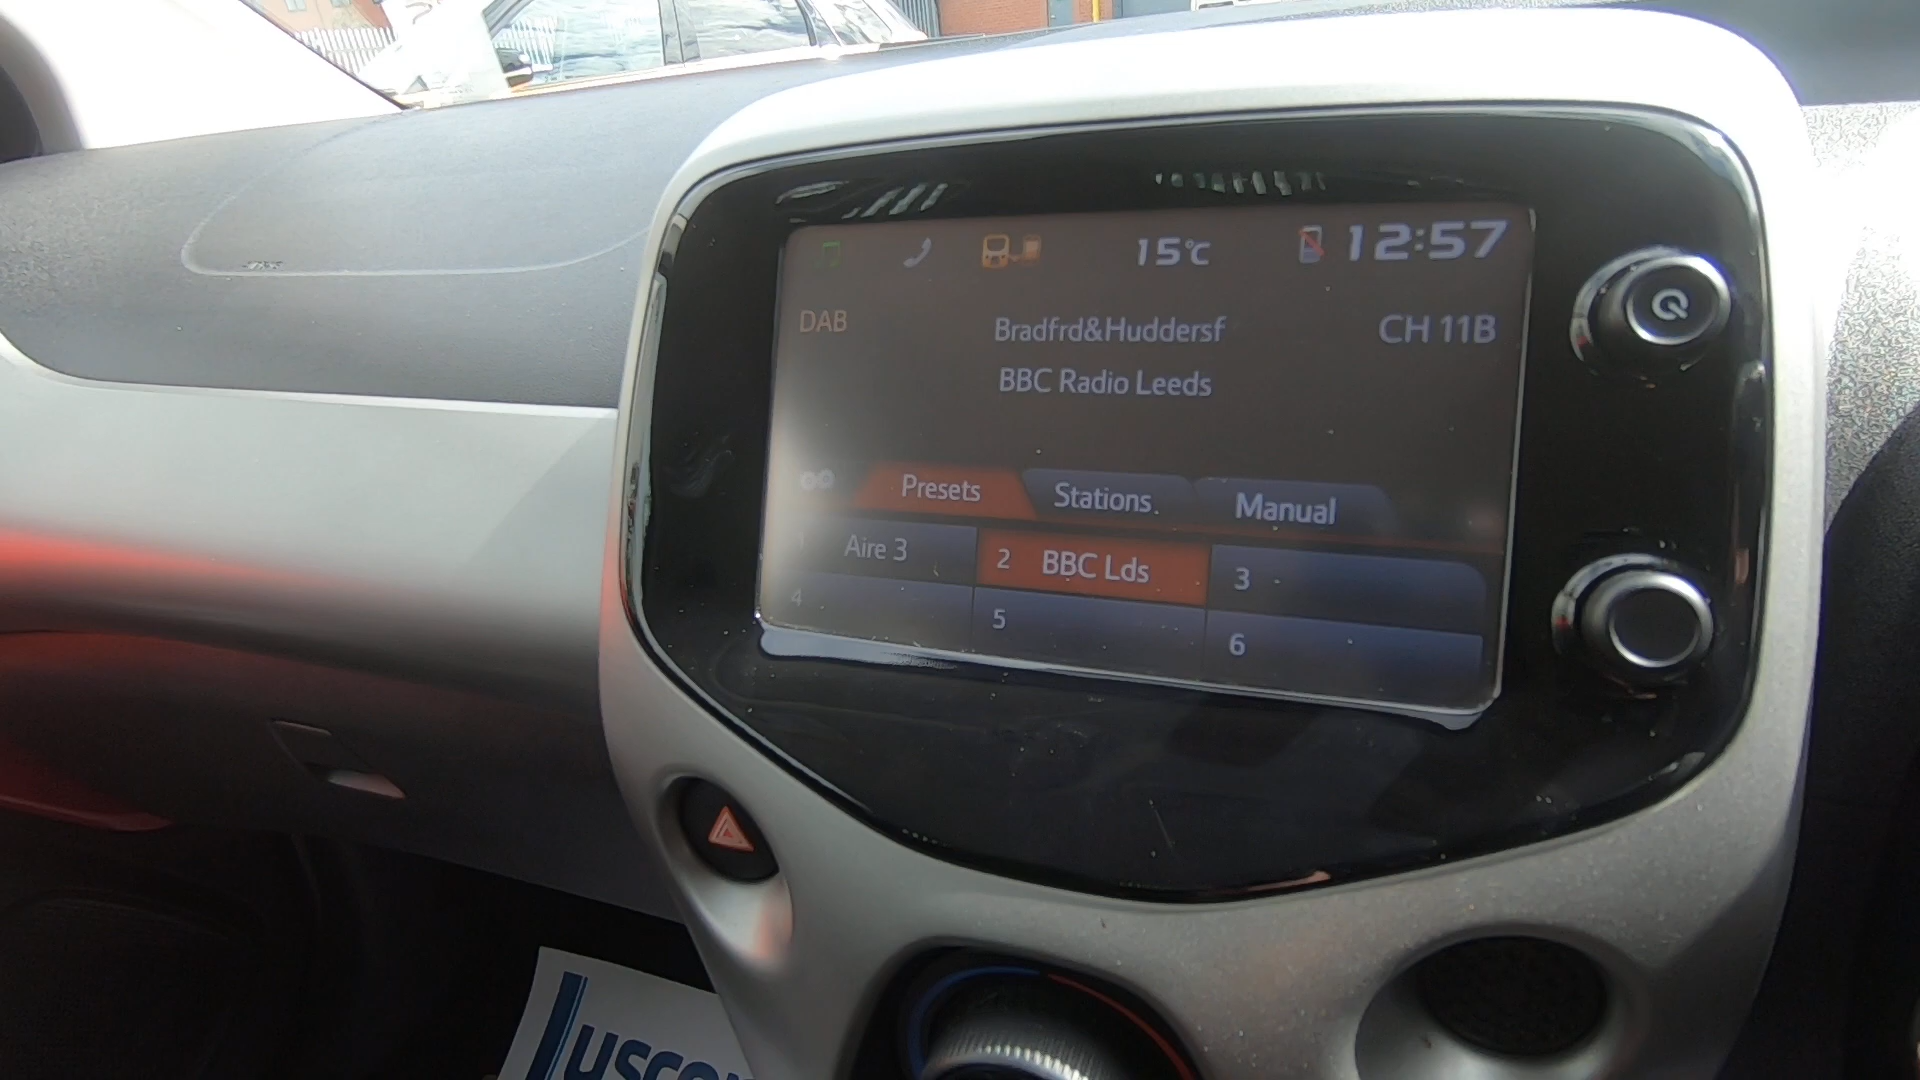 15°C
12:57
DAB
Bradfrd&Huddersf
CH 11B
BBC Radio Leeds
Presets
Stations
Manual
1 Aire 3
2 BBC Lds
3
4
5
6